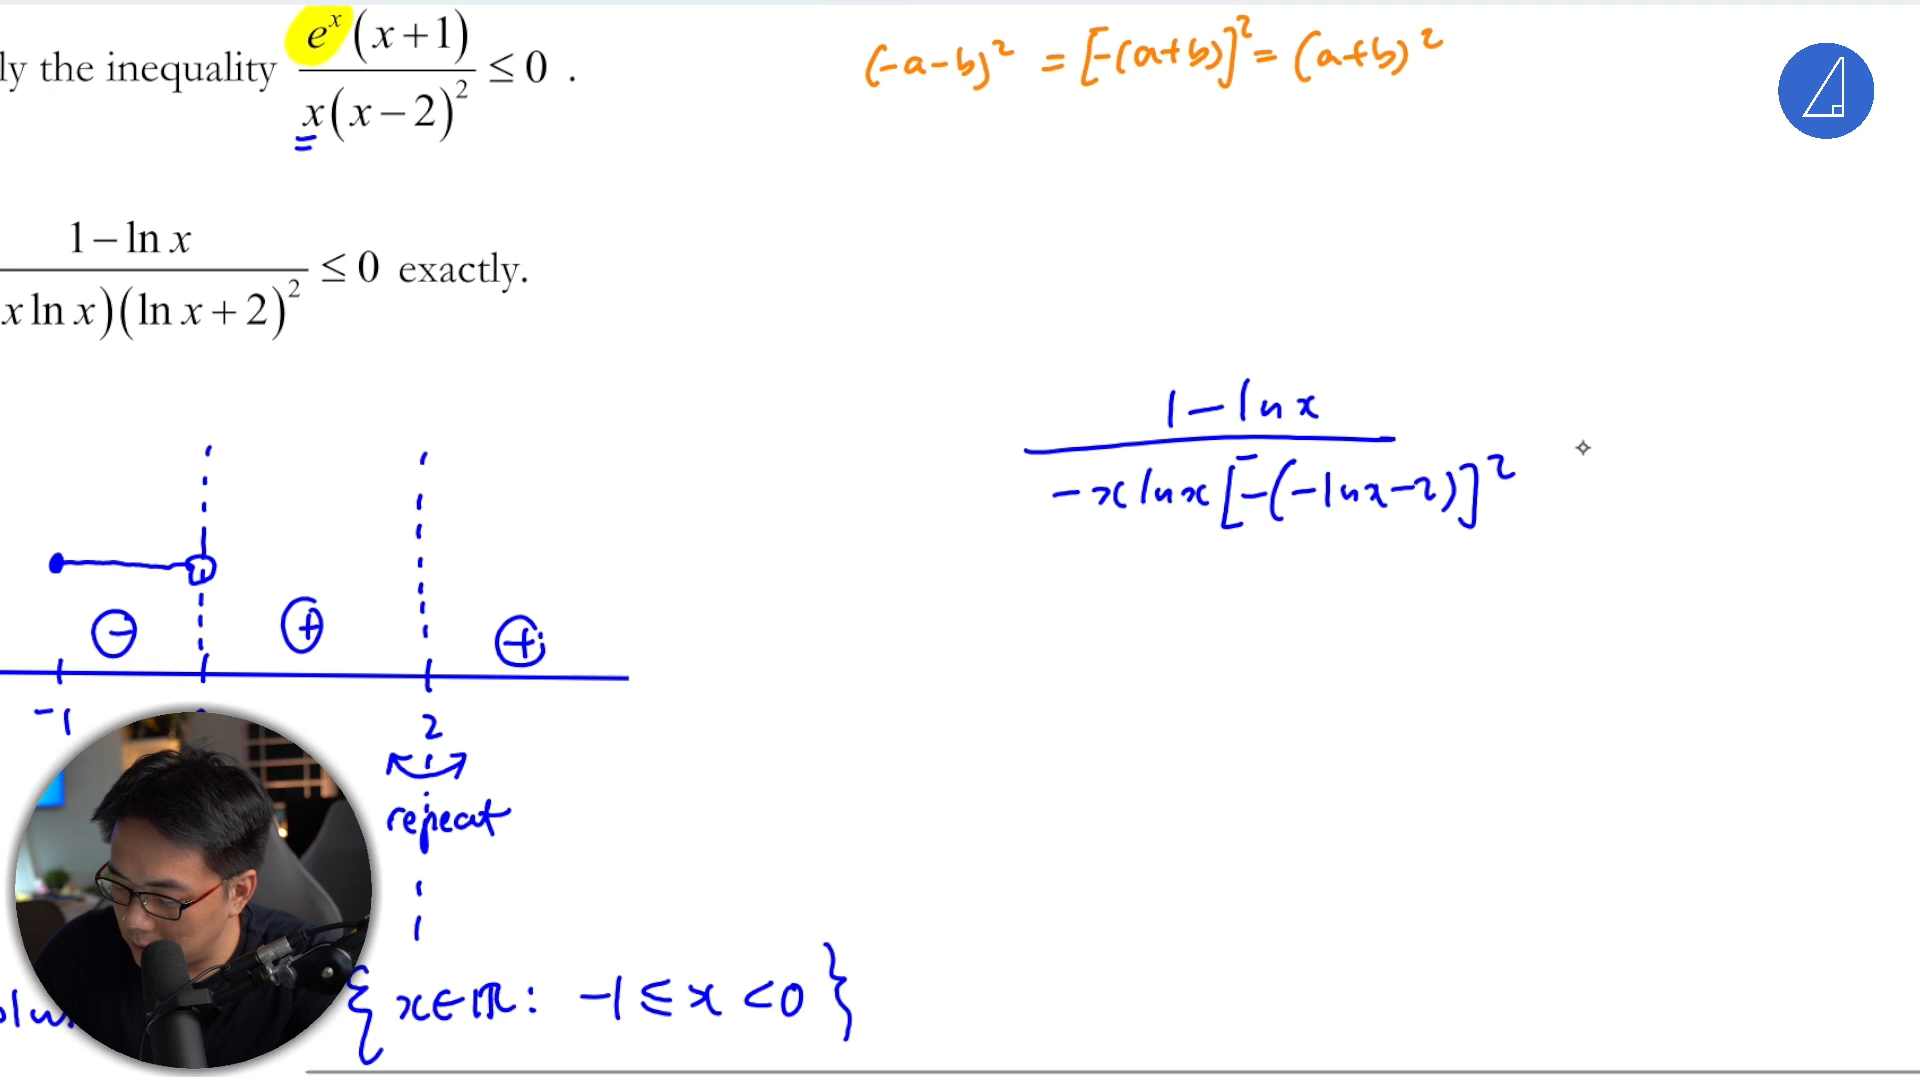 ly the inequality e^x(x+1) / x(x-2)^2 ≤ 0 .
(-a-b)^2 = [-(a+b)]^2 = (a+b)^2
1-ln x / x ln x)(ln x+2)^2 ≤ 0 exactly.
1-ln x
-x ln x[-(-ln x-2)]^2
- + +
-1 2
repeat
{x∈ℝ: -1≤x<0}